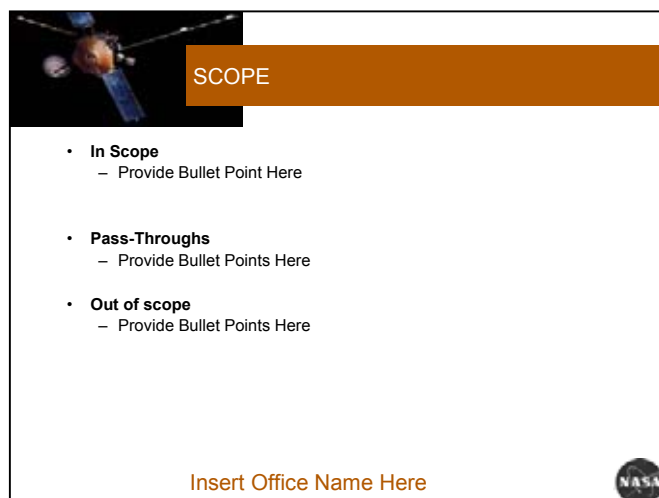 SCOPE
• In Scope
– Provide Bullet Point Here
• Pass-Throughs
– Provide Bullet Points Here
• Out of scope
– Provide Bullet Points Here
Insert Office Name Here
NASA